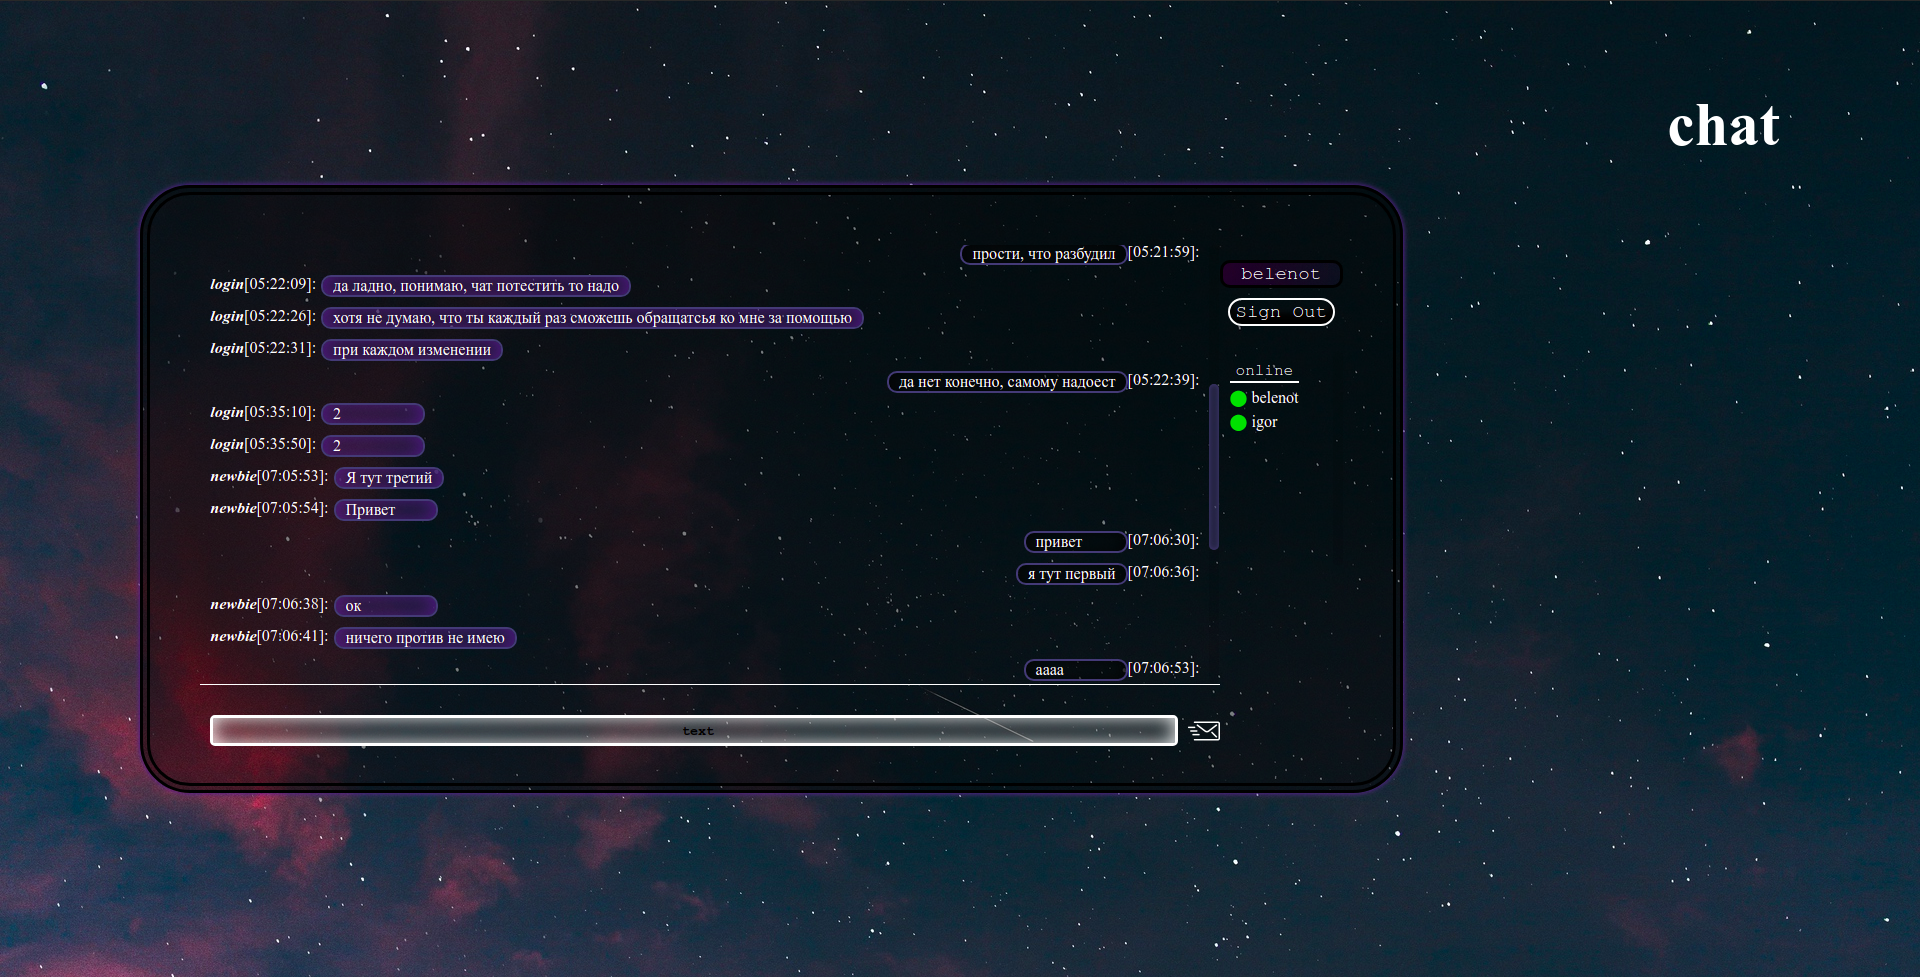 chat
прости, что разбудил [05:21:59]:
login[05:22:09]: да ладно, понимаю, чат потестить то надо
login[05:22:26]: хотя не думаю, что ты каждый раз сможешь обращатсья ко мне за помощью
login[05:22:31]: при каждом изменении
да нет конечно, самому надоест [05:22:39]:
login[05:35:10]: 2
login[05:35:50]: 2
newbie[07:05:53]: Я тут третий
newbie[07:05:54]: Привет
привет [07:06:30]:
я тут первый [07:06:36]:
newbie[07:06:38]: ок
newbie[07:06:41]: ничего против не имею
аааа [07:06:53]:
text
belenot
Sign Out
online
belenot
igor